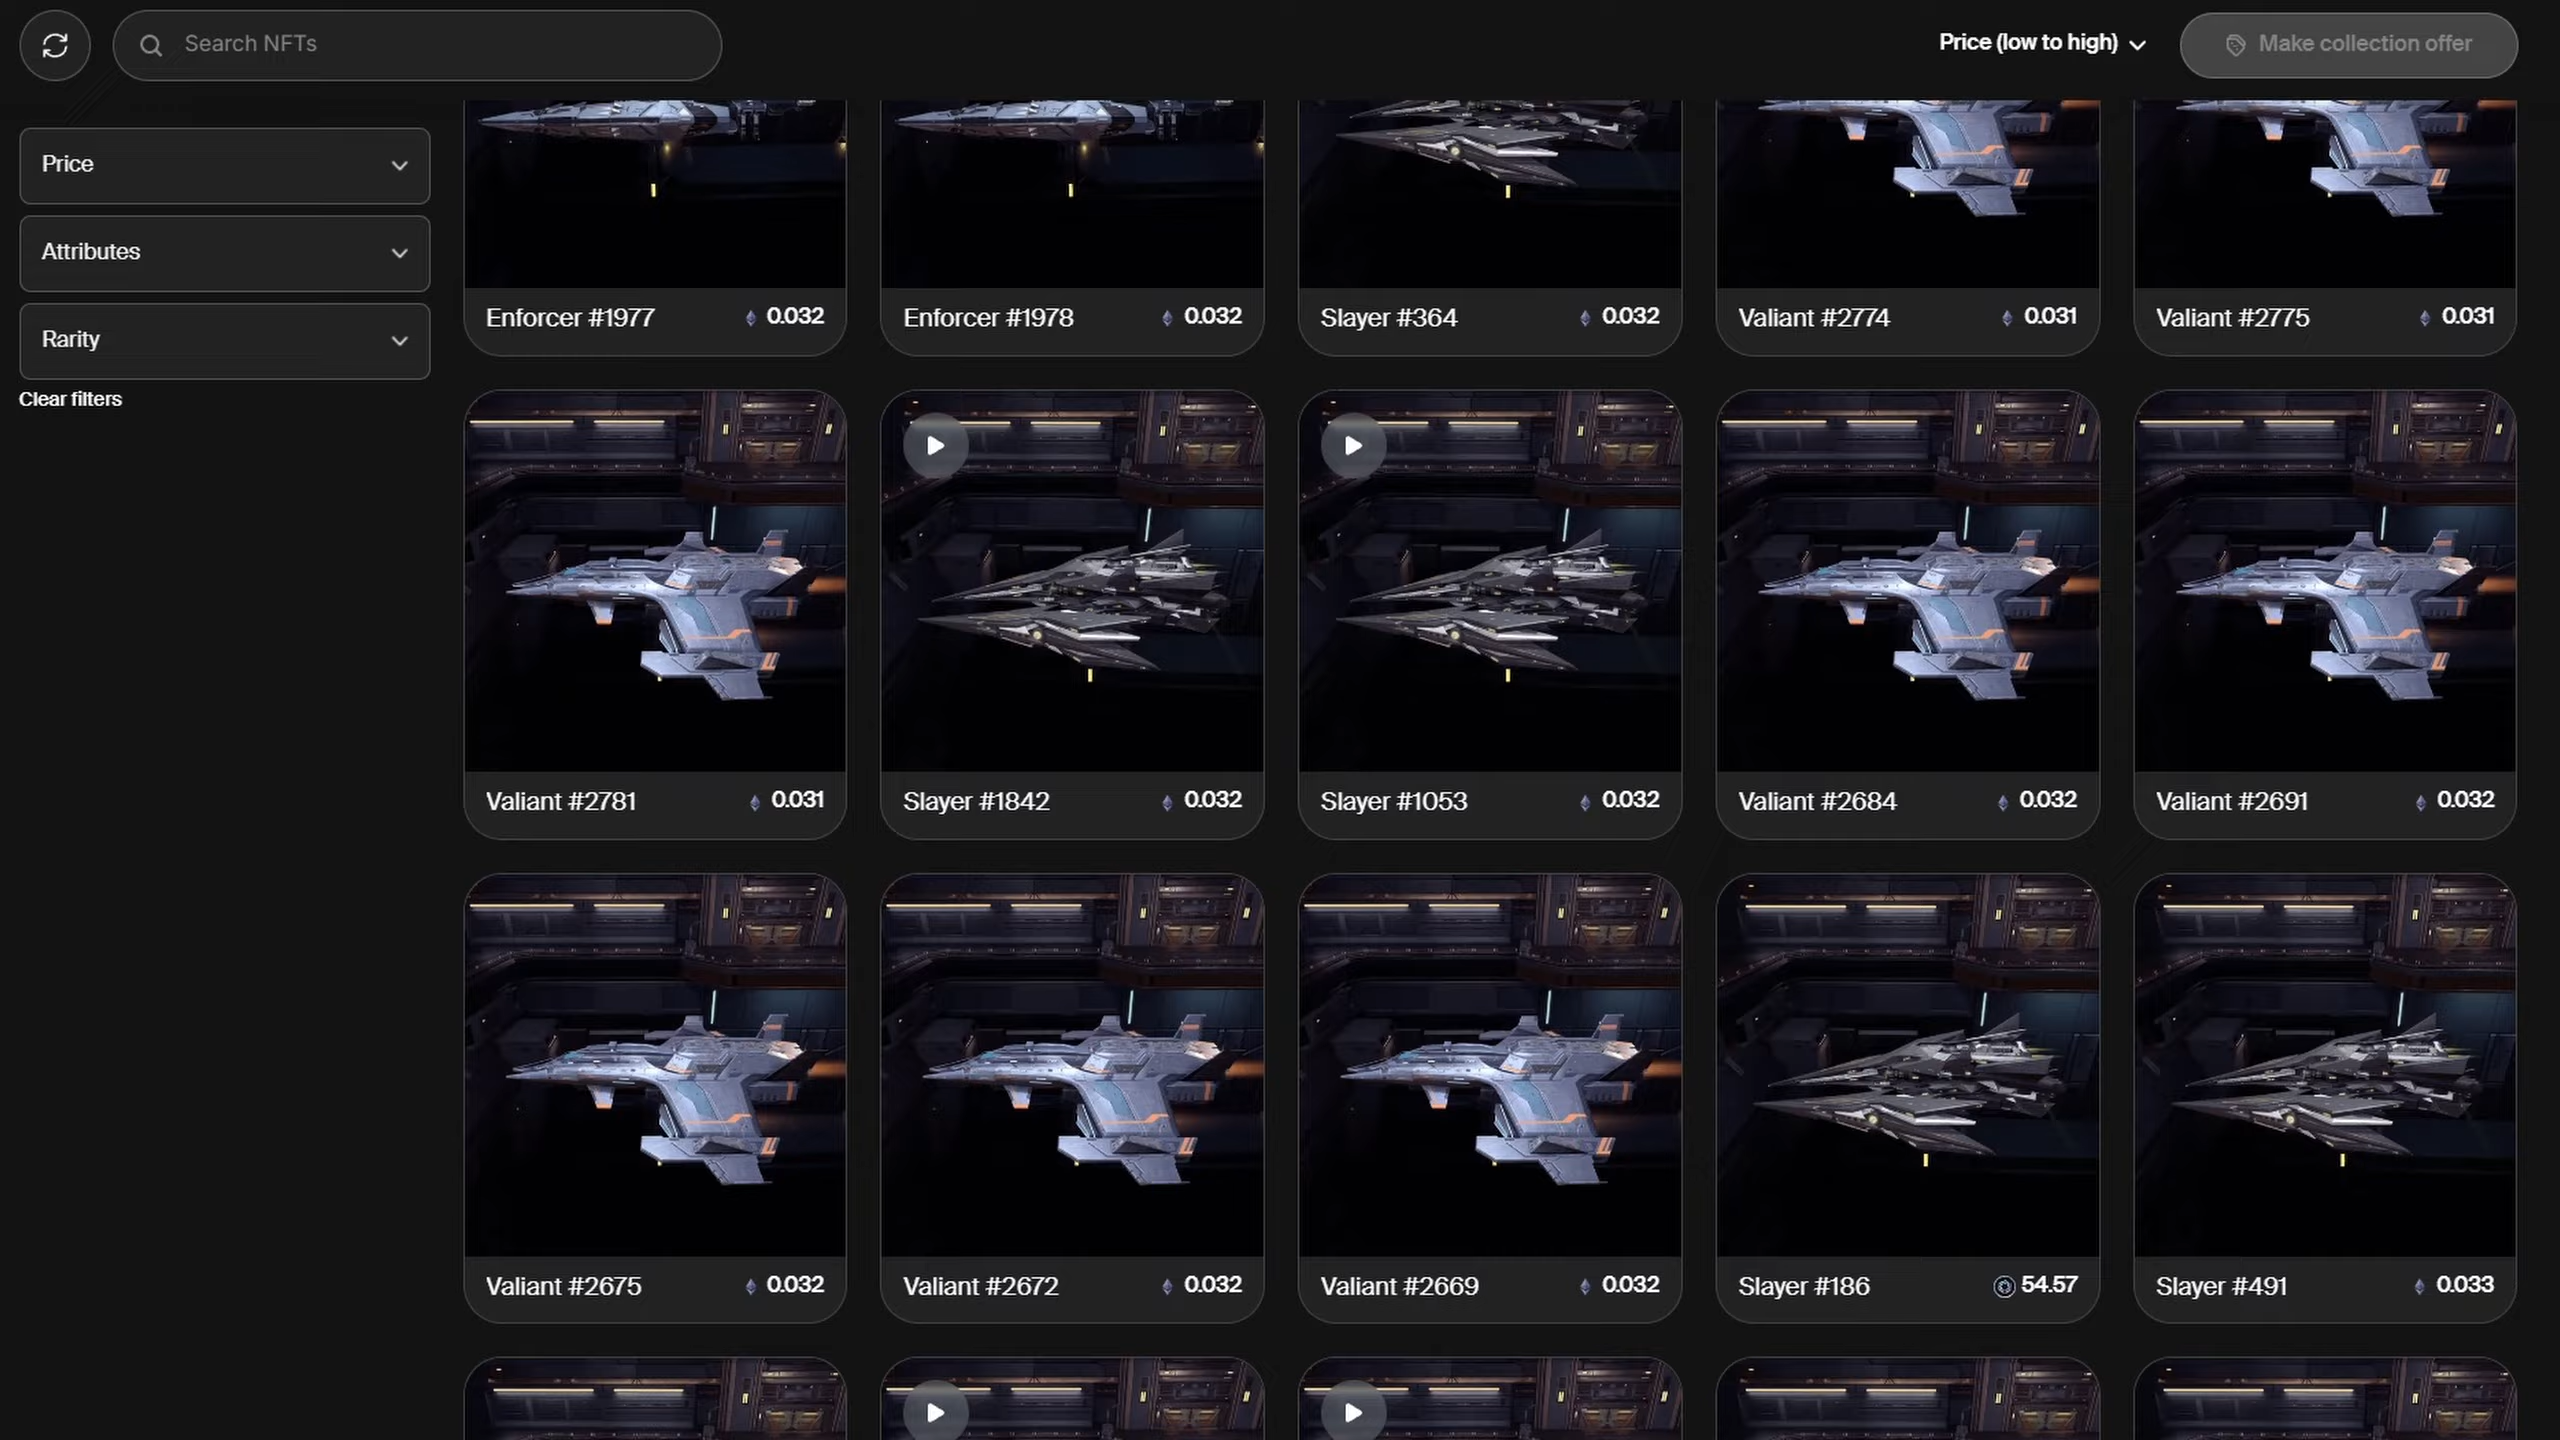 Search NFTs
Price (low to high)
Make collection offer
Price
Attributes
Rarity
Clear filters
Enforcer #1977 0.032
Enforcer #1978 0.032
Slayer #364 0.032
Valiant #2774 0.031
Valiant #2775 0.031
Valiant #2781 0.031
Slayer #1842 0.032
Slayer #1053 0.032
Valiant #2684 0.032
Valiant #2691 0.032
Valiant #2675 0.032
Valiant #2672 0.032
Valiant #2669 0.032
Slayer #186 54.57
Slayer #491 0.033